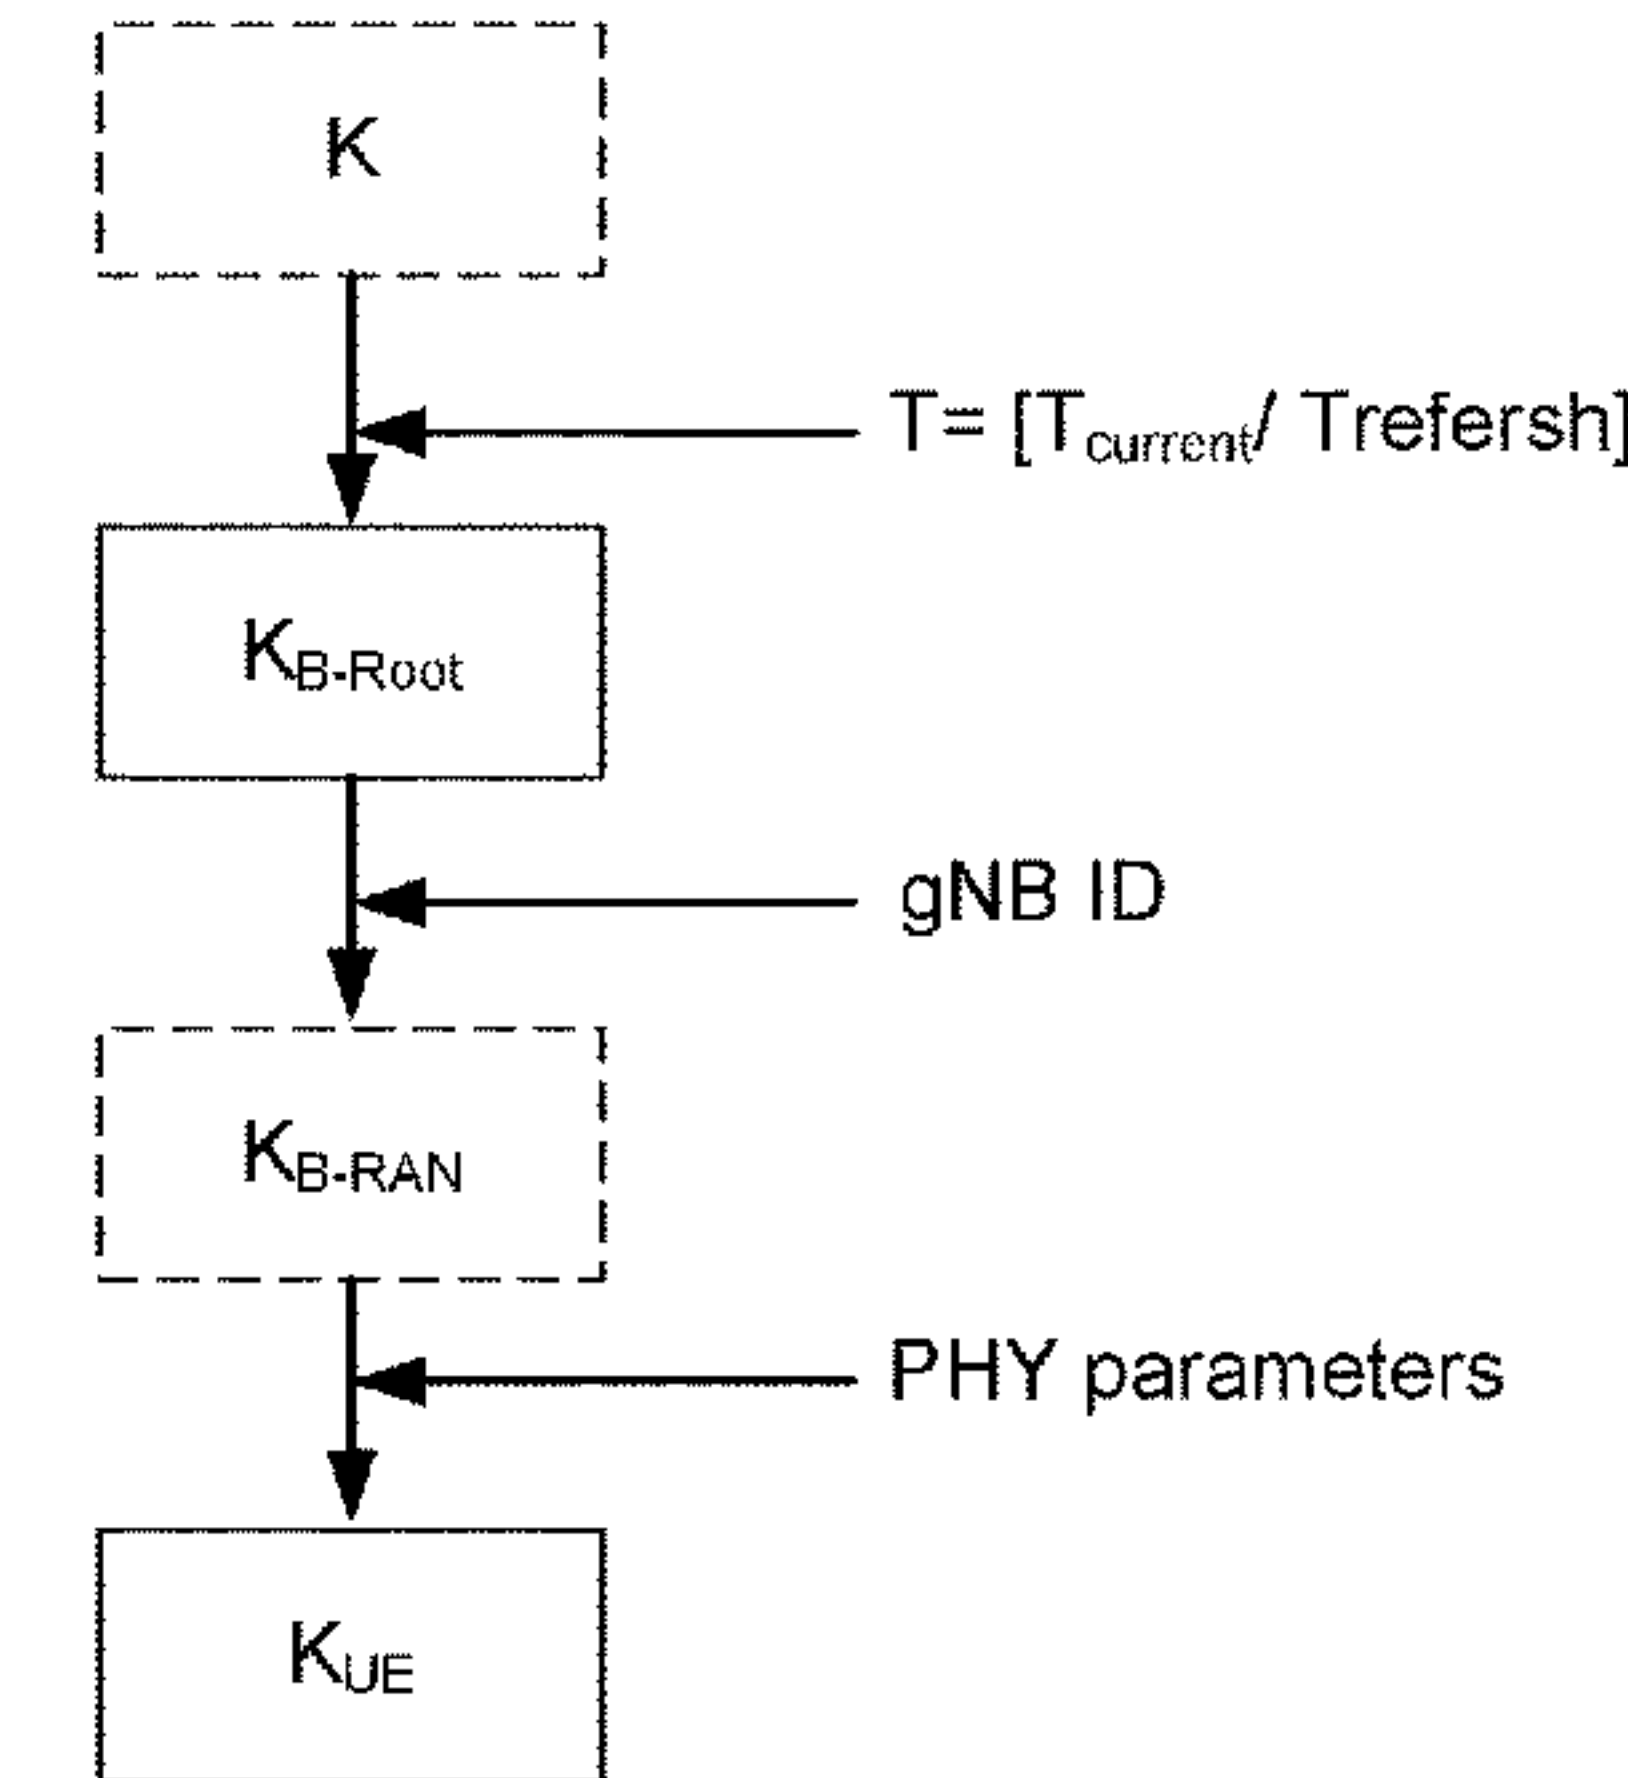 K
T= [Tcurrent/ Trefersh]
KB-Root
gNB ID
KB-RAN
PHY parameters
KUE